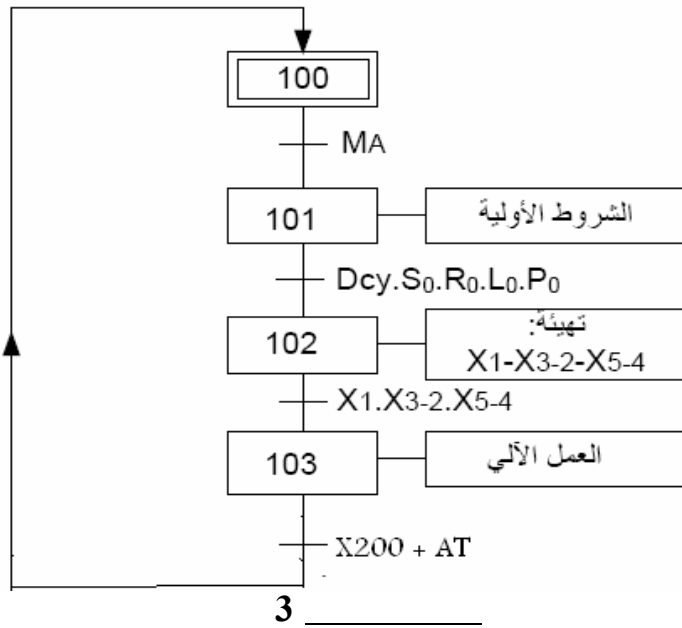 100
MA
101
الشروط الأولية
Dcy.S0.R0.L0.P0
102
تهيئة:
X1-X3-2-X5-4
X1.X3-2.X5-4
103
العمل الآلي
X200 + AT
3